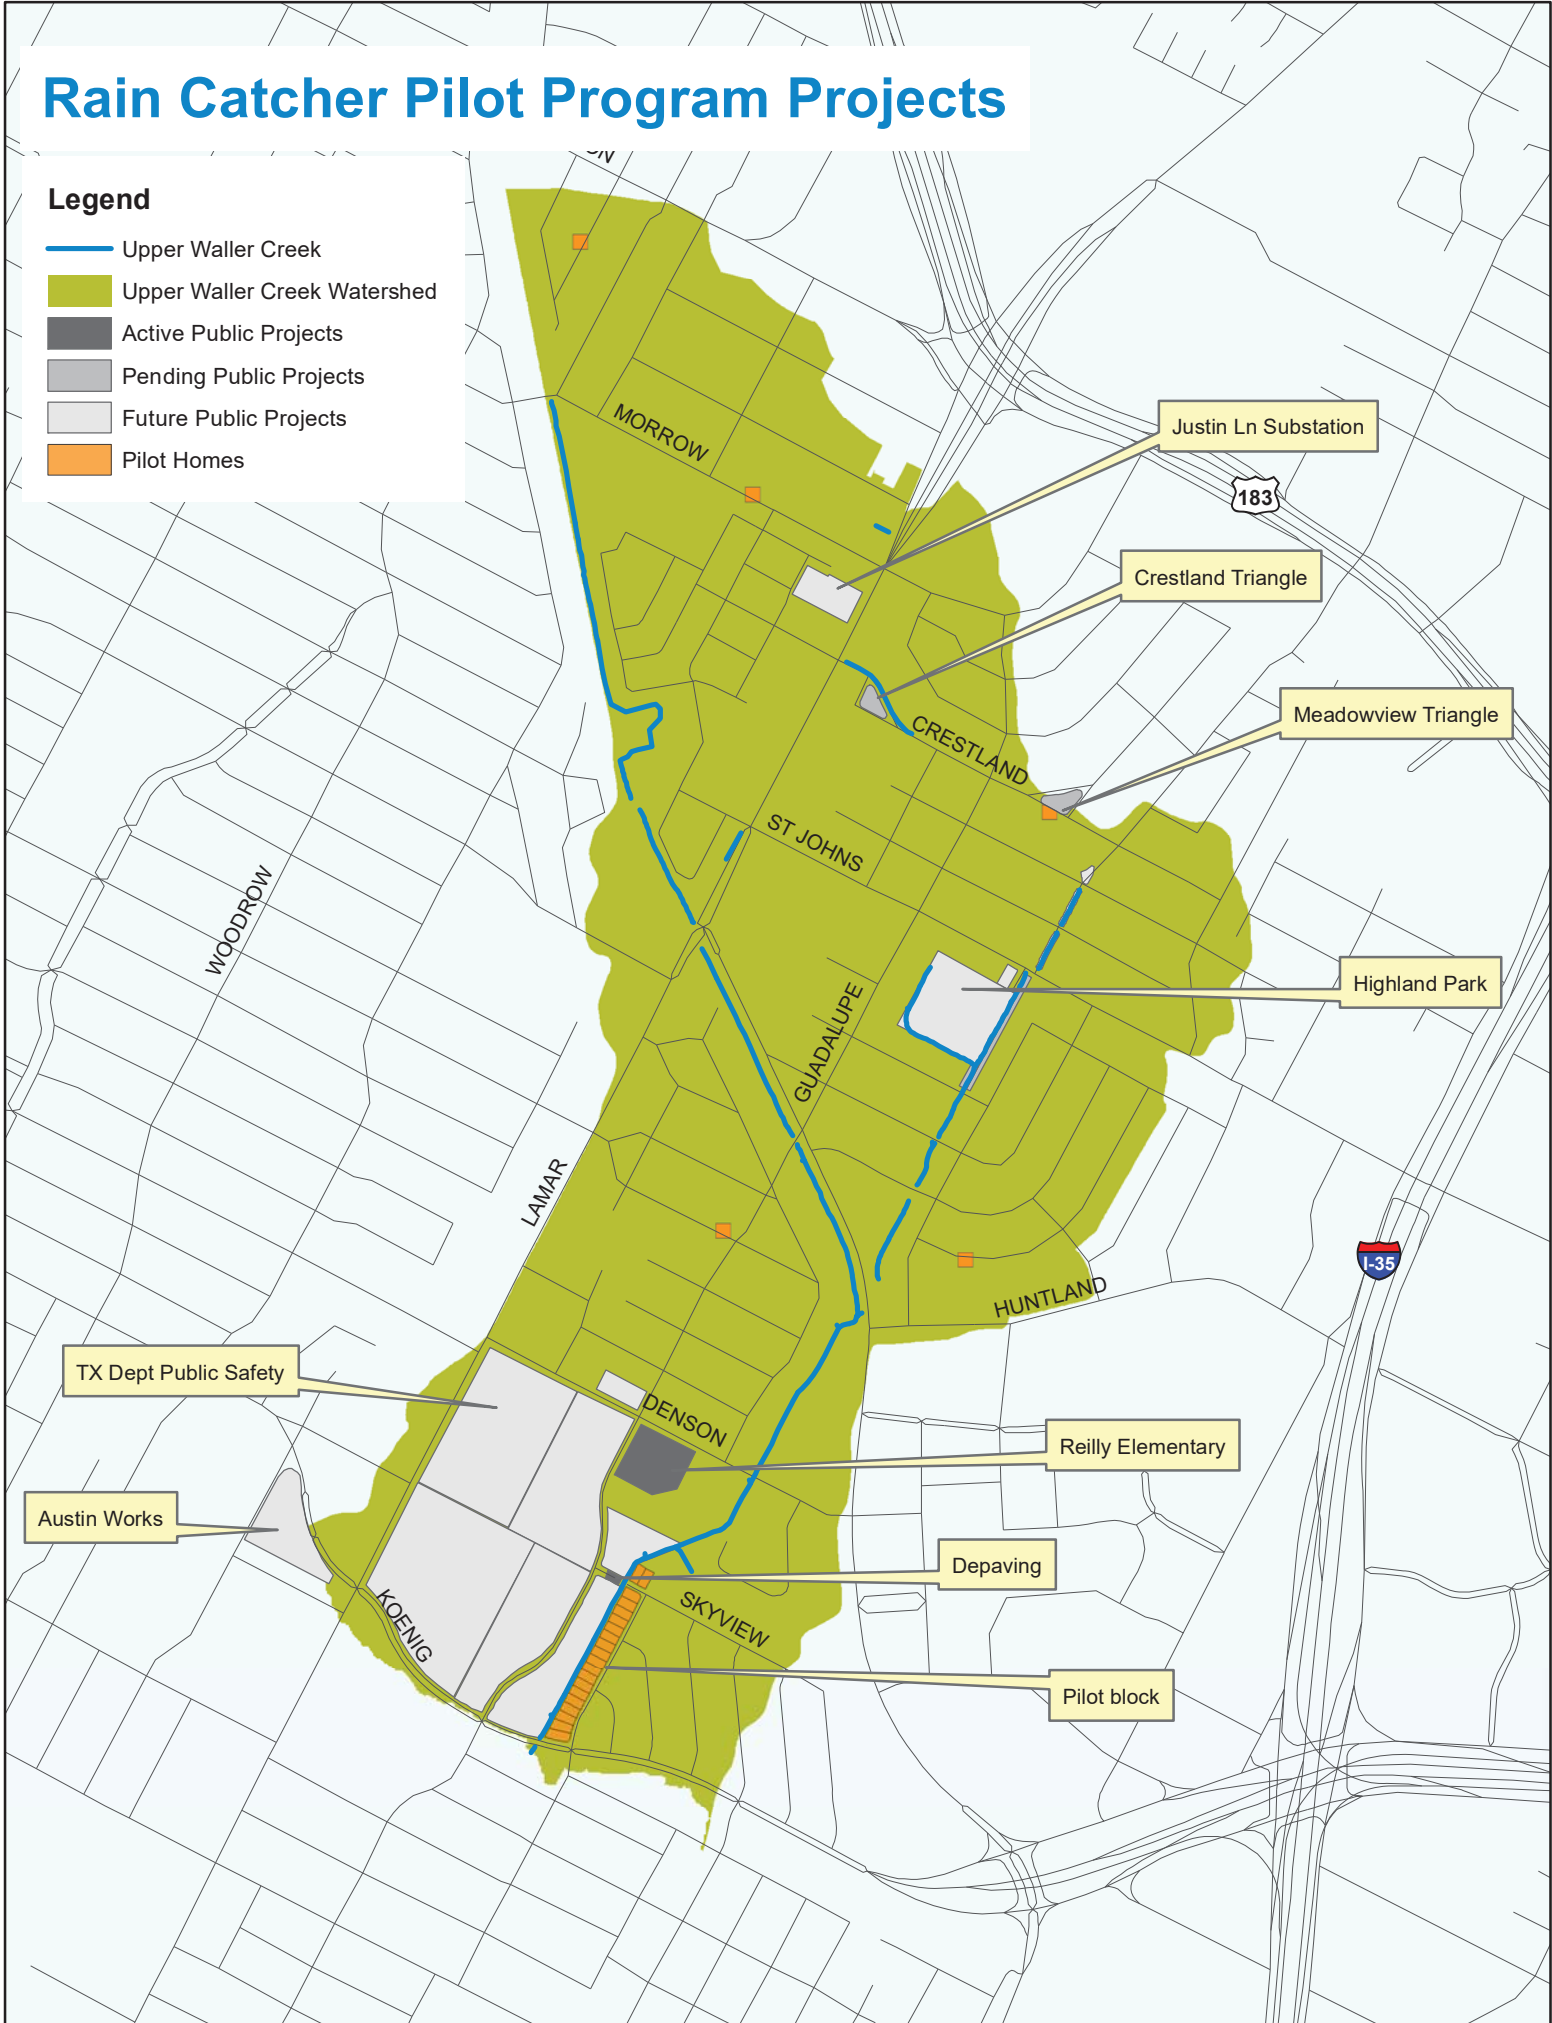 Rain Catcher Pilot Program Projects
Legend
Upper Waller Creek
Upper Waller Creek Watershed
Active Public Projects
Pending Public Projects
Future Public Projects
Pilot Homes
MORROW
Justin Ln Substation
183
Crestland Triangle
Meadowview Triangle
CRESTLAND
ST JOHNS
WOODROW
Highland Park
GUADALUPE
LAMAR
I-35
HUNTLAND
TX Dept Public Safety
DENSON
Reilly Elementary
Austin Works
Depaving
SKYVIEW
KOENIG
Pilot block